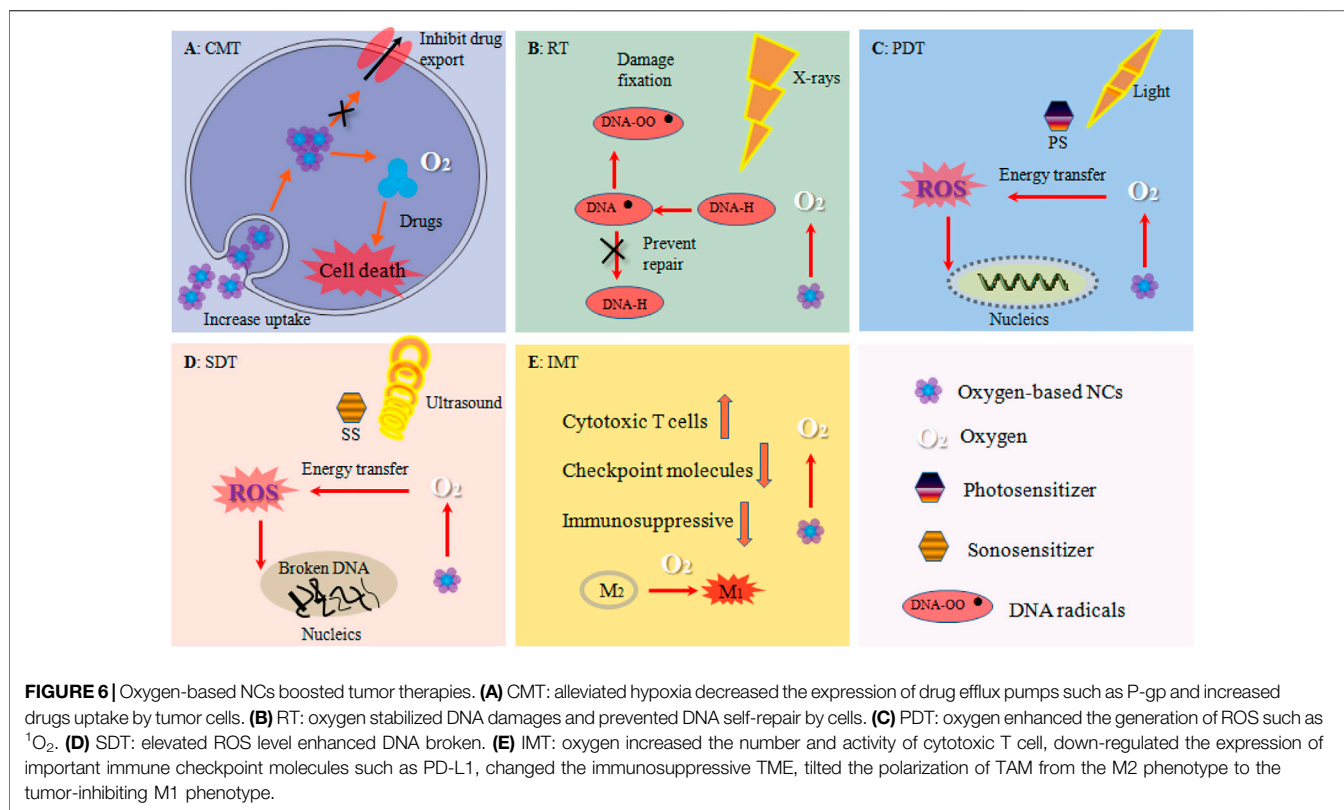 A: CMT
Inhibit drug
export
O2
Drugs
Cell death
Increase uptake
B: RT
Damage
fixation
X-rays
DNA-OO
DNA
DNA-H
O2
Prevent
repair
DNA-H
C: PDT
Light
PS
ROS
Energy transfer
O2
Nucleics
D: SDT
Ultrasound
SS
ROS
Energy transfer
O2
Broken DNA
Nucleics
E: IMT
Cytotoxic T cells
O2
Checkpoint molecules
Immunosuppressive
M2
O2
M1
Oxygen-based NCs
O2 Oxygen
Photosensitizer
Sonosensitizer
DNA-OO DNA radicals
FIGURE 6 | Oxygen-based NCs boosted tumor therapies. (A) CMT: alleviated hypoxia decreased the expression of drug efflux pumps such as P-gp and increased
drugs uptake by tumor cells. (B) RT: oxygen stabilized DNA damages and prevented DNA self-repair by cells. (C) PDT: oxygen enhanced the generation of ROS such as
¹O₂. (D) SDT: elevated ROS level enhanced DNA broken. (E) IMT: oxygen increased the number and activity of cytotoxic T cell, down-regulated the expression of
important immune checkpoint molecules such as PD-L1, changed the immunosuppressive TME, tilted the polarization of TAM from the M2 phenotype to the
tumor-inhibiting M1 phenotype.